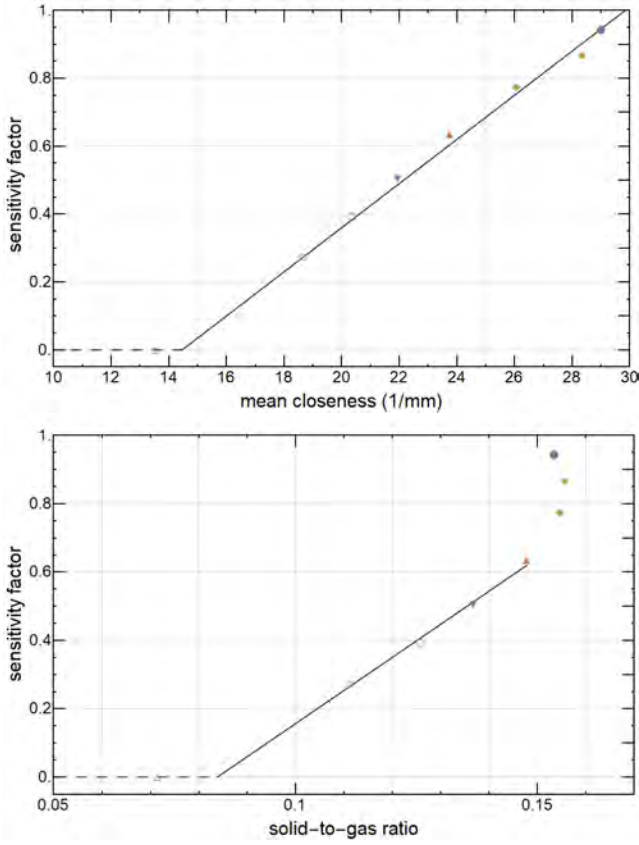 1.
0.8
0.6
0.4
0.2
0.
sensitivity factor
10 12 14 16 18 20 22 24 26 28 30
mean closeness (1/mm)
1.
0.8
0.6
0.4
0.2
0.
sensitivity factor
0.05 0.1 0.15
solid-to-gas ratio